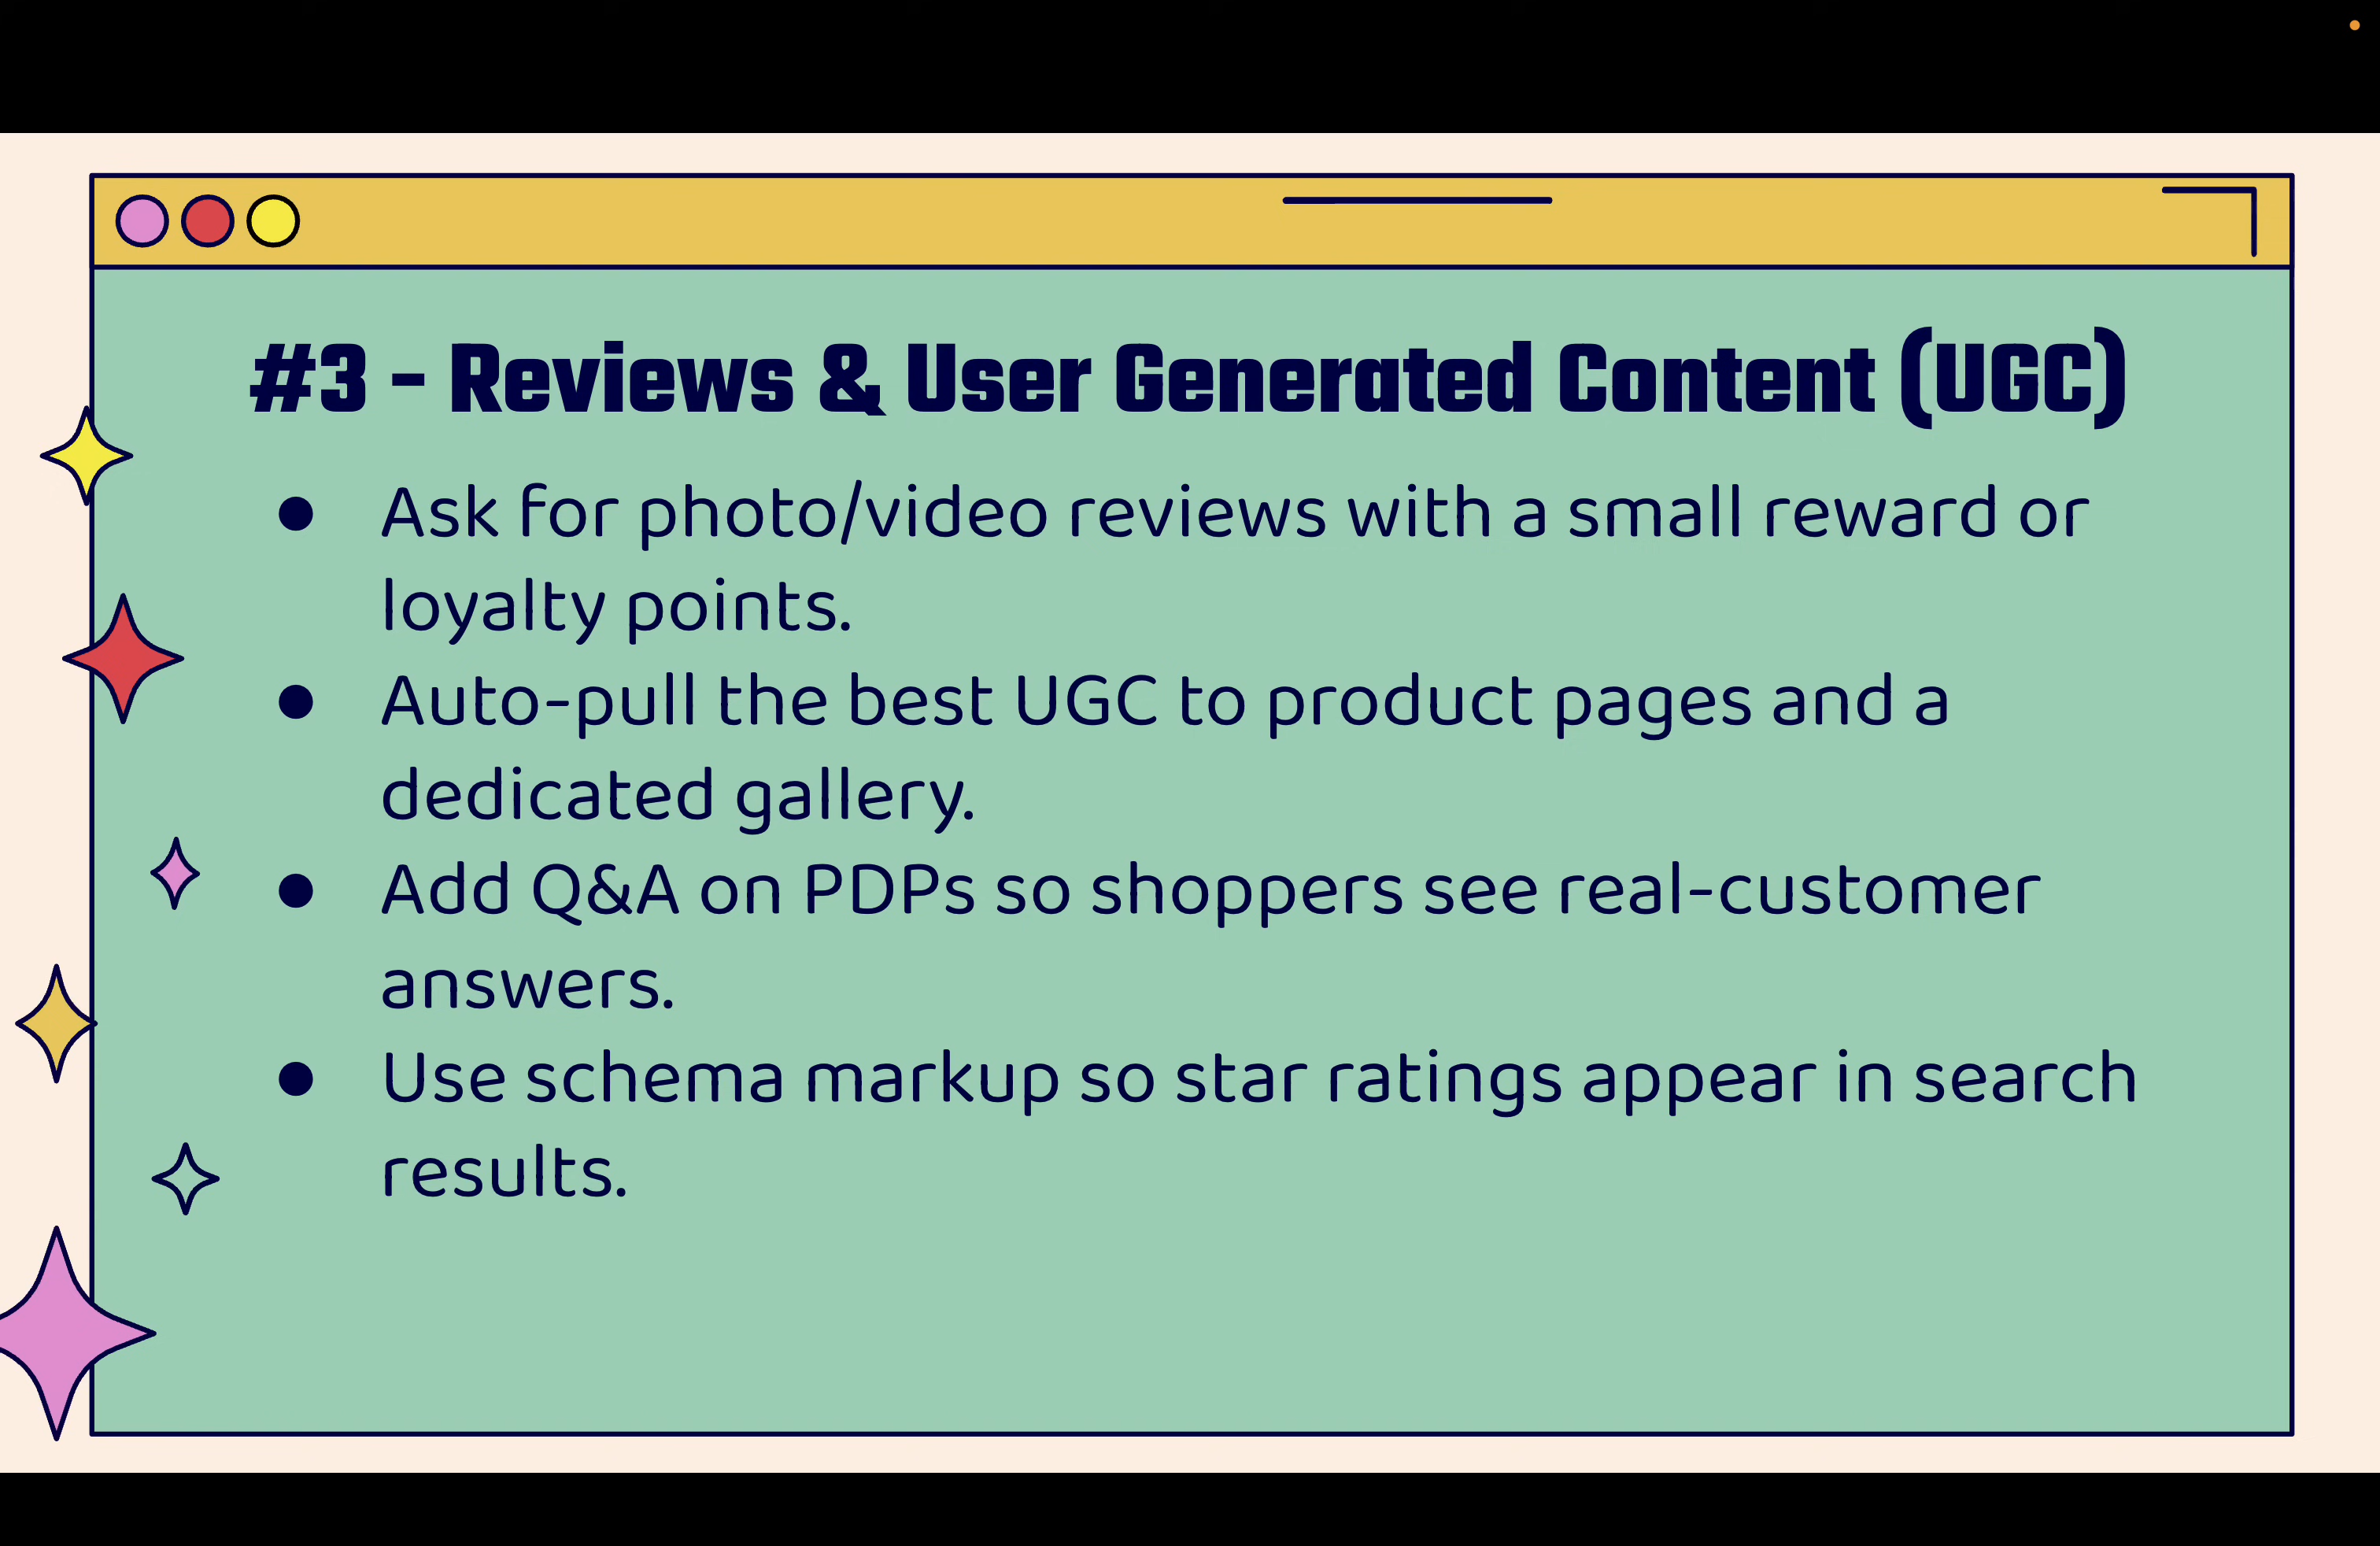 #3 - Reviews & User Generated Content (UGC)
● Ask for photo/video reviews with a small reward or
loyalty points.
● Auto-pull the best UGC to product pages and a
dedicated gallery.
● Add Q&A on PDPs so shoppers see real-customer
answers.
● Use schema markup so star ratings appear in search
results.